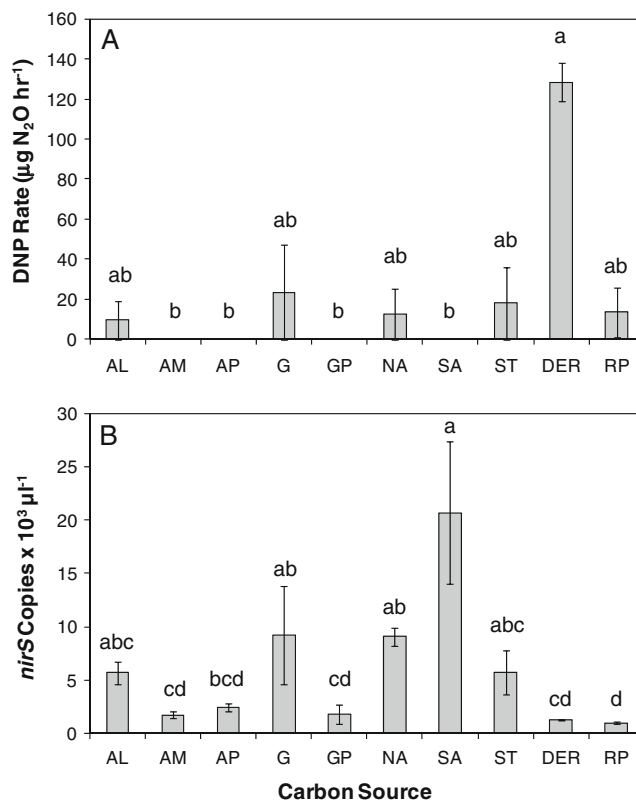 A
DNP Rate (µg N₂O hr⁻¹)
160
140
120
100
80
60
40
20
0
ab b b ab b ab b ab a ab
AL AM AP G GP NA SA ST DER RP
B
nirS Copies x 10³ µl⁻¹
30
25
20
15
10
5
0
abc cd bcd ab cd ab a abc cd d
AL AM AP G GP NA SA ST DER RP
Carbon Source